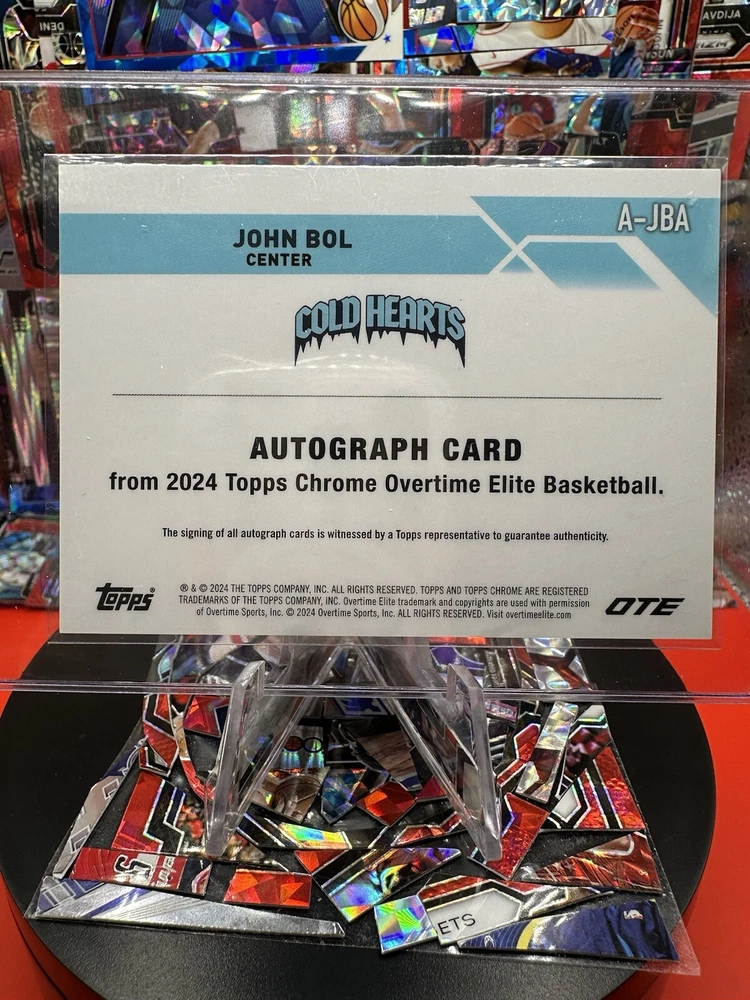 DENI
AVDIJA
A-JBA
JOHN BOL
CENTER
COLD HEARTS
AUTOGRAPH CARD
from 2024 Topps Chrome Overtime Elite Basketball.
The signing of all autograph cards is witnessed by a Topps representative to guarantee authenticity.
® & © 2024 THE TOPPS COMPANY, INC. ALL RIGHTS RESERVED. TOPPS AND TOPPS CHROME ARE REGISTERED
TRADEMARKS OF THE TOPPS COMPANY, INC. Overtime Elite trademark and copyrights are used with permission
of Overtime Sports, Inc. © 2024 Overtime Sports, Inc. ALL RIGHTS RESERVED. Visit overtimeelite.com
Topps®
OTE
ETS